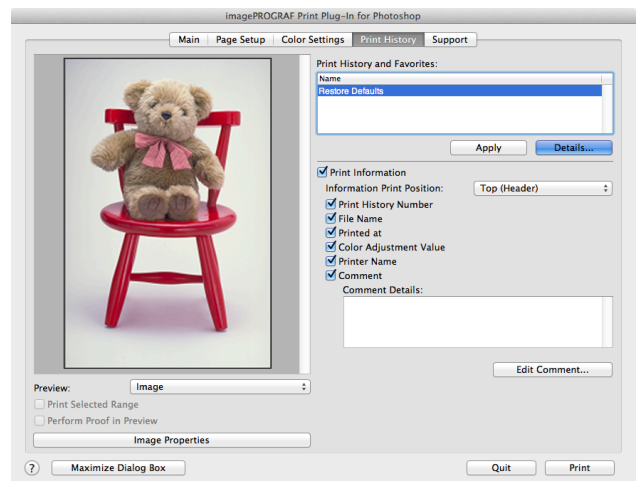 imagePROGRAF Print Plug-In for Photoshop
Main Page Setup Color Settings Print History Support
Print History and Favorites:
Name
Restore Defaults
Apply Details...
Print Information
Information Print Position: Top (Header)
Print History Number
File Name
Printed at
Color Adjustment Value
Printer Name
Comment
Comment Details:
Edit Comment...
Preview: Image
Print Selected Range
Perform Proof in Preview
Image Properties
? Maximize Dialog Box Quit Print